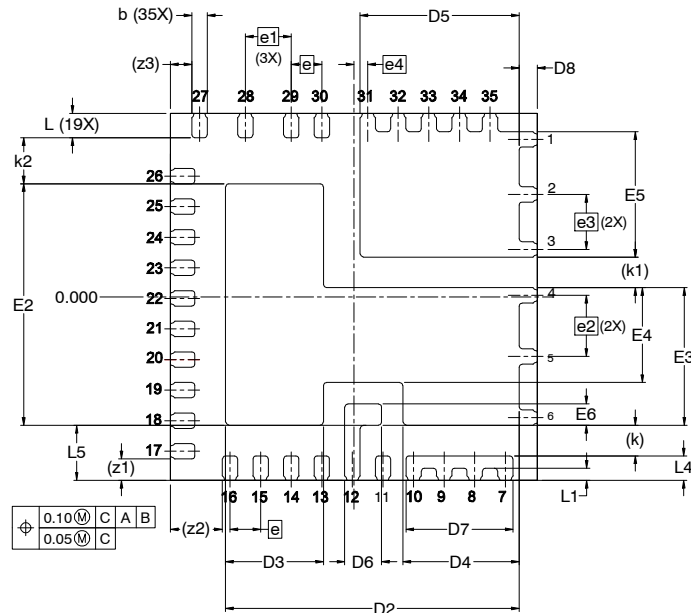 b (35X)
D5
e1
(3X)
e
e4
D8
(z3)
27 28 29 30 31 32 33 34 35
L (19X)
1
k2
26
2
25
E5
e3 (2X)
24
3
23
(k1)
0.000
22
4
E2
21
e2 (2X)
E4
E3
20
5
19
E6
18
6
L5
17
(k)
(z1)
L4
16 15 14 13 12 11 10 9 8 7
L1
0.10 Ⓜ C A B
0.05 Ⓜ C
(z2)
e
D7
D3
D6
D4
D2